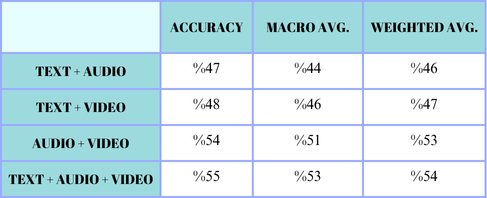 ACCURACY MACRO AVG. WEIGHTED AVG.
TEXT + AUDIO %47 %44 %46
TEXT + VIDEO %48 %46 %47
AUDIO + VIDEO %54 %51 %53
TEXT + AUDIO + VIDEO %55 %53 %54